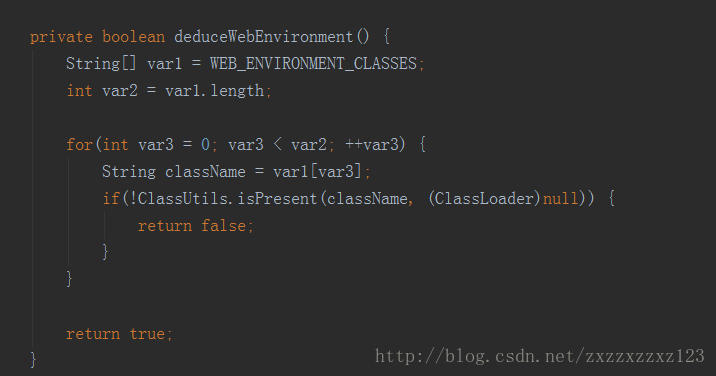 private boolean deduceWebEnvironment() {
String[] var1 = WEB_ENVIRONMENT_CLASSES;
int var2 = var1.length;
for(int var3 = 0; var3 < var2; ++var3) {
String className = var1[var3];
if(!ClassUtils.isPresent(className, (ClassLoader)null)) {
return false;
}
}
return true;
}
http://blog.csdn.net/zxzzxzzxz123